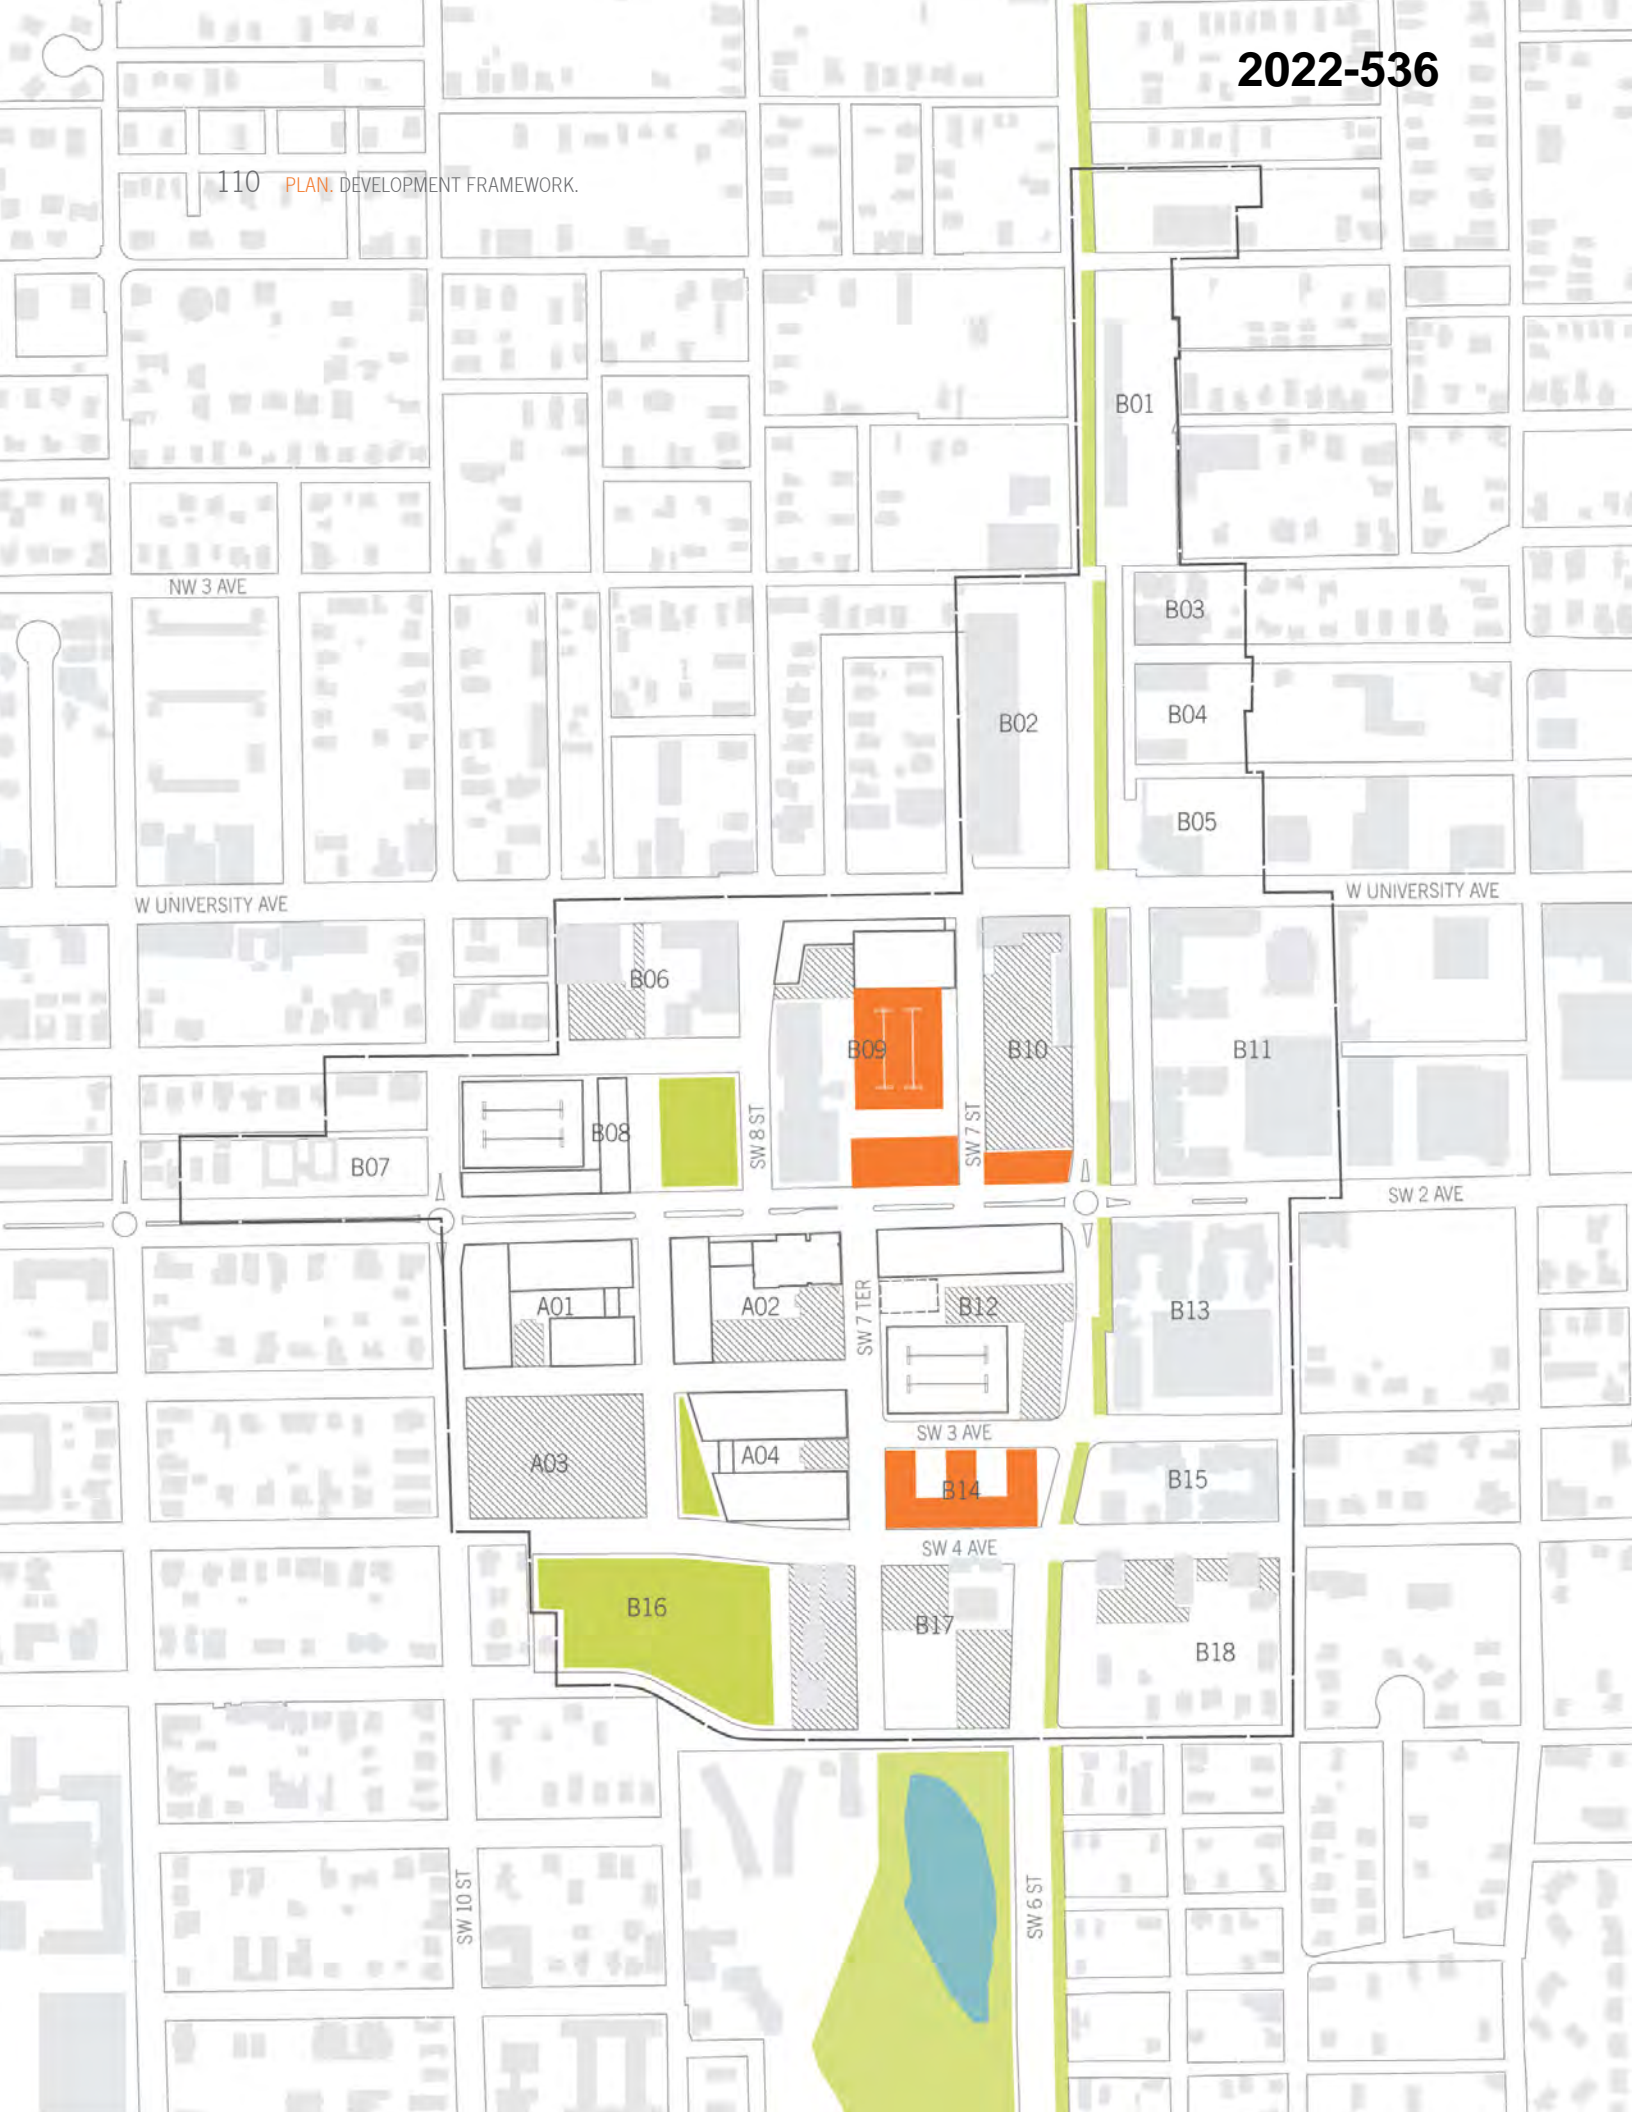 2022-536
110 PLAN. DEVELOPMENT FRAMEWORK.
B01
NW 3 AVE
B03
B02
B04
B05
W UNIVERSITY AVE
W UNIVERSITY AVE
B06
B09
B10
B11
B08
SW 8 ST
SW 7 ST
B07
SW 2 AVE
A01
A02
SW 7 TER
B12
B13
SW 3 AVE
A03
A04
B14
B15
SW 4 AVE
B16
B17
B18
SW 10 ST
SW 6 ST